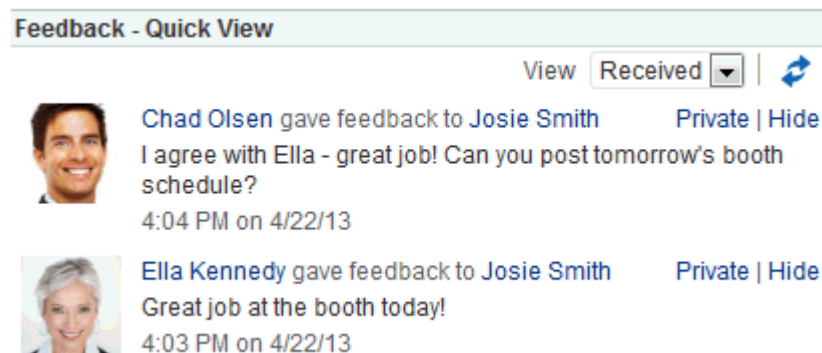 Feedback - Quick View
View Received
Chad Olsen gave feedback to Josie Smith Private | Hide
I agree with Ella - great job! Can you post tomorrow's booth
schedule?
4:04 PM on 4/22/13
Ella Kennedy gave feedback to Josie Smith Private | Hide
Great job at the booth today!
4:03 PM on 4/22/13